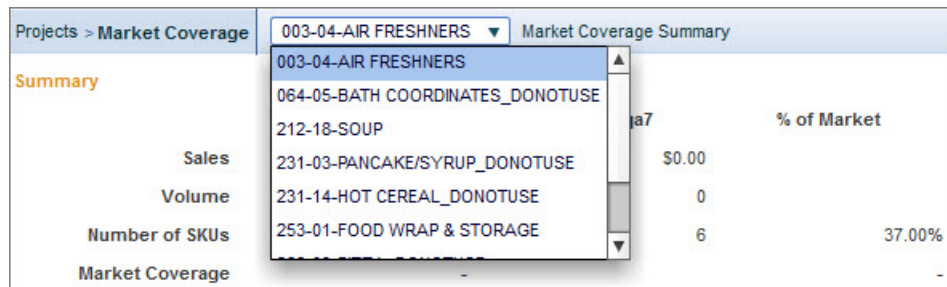 Projects > Market Coverage 003-04-AIR FRESHNERS Market Coverage Summary
003-04-AIR FRESHNERS
Summary
064-05-BATH COORDINATES_DONOTUSE
212-18-SOUP
% of Market
Sales 231-03-PANCAKE/SYRUP_DONOTUSE $0.00
Volume 231-14-HOT CEREAL_DONOTUSE 0
Number of SKUs 253-01-FOOD WRAP & STORAGE 6 37.00%
Market Coverage - -